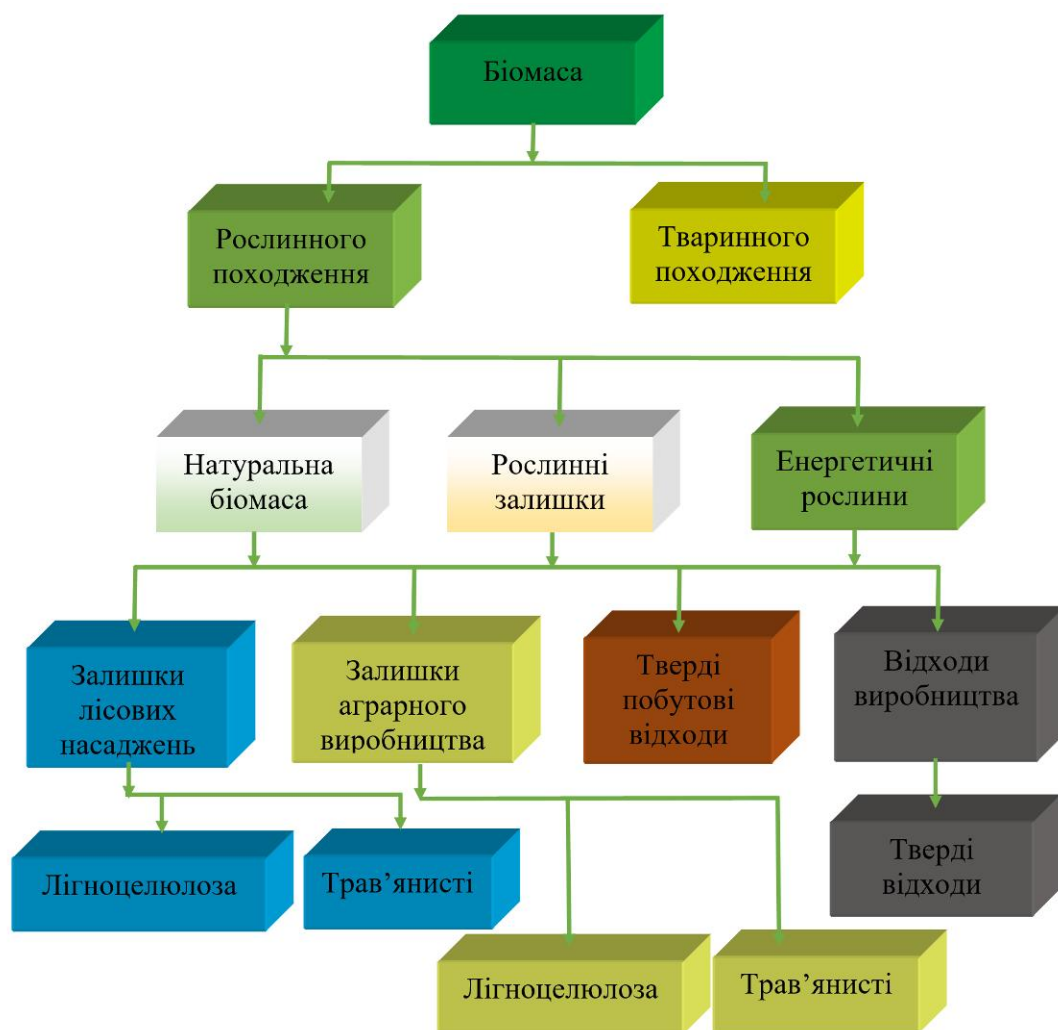 Біомаса
Рослинного
походження
Тваринного
походження
Натуральна
біомаса
Рослинні
залишки
Енергетичні
рослини
Залишки
лісових
насаджень
Залишки
аграрного
виробництва
Тверді
побутові
відходи
Відходи
виробництва
Лігноцелюлоза
Трав’янисті
Тверді
відходи
Лігноцелюлоза
Трав’янисті